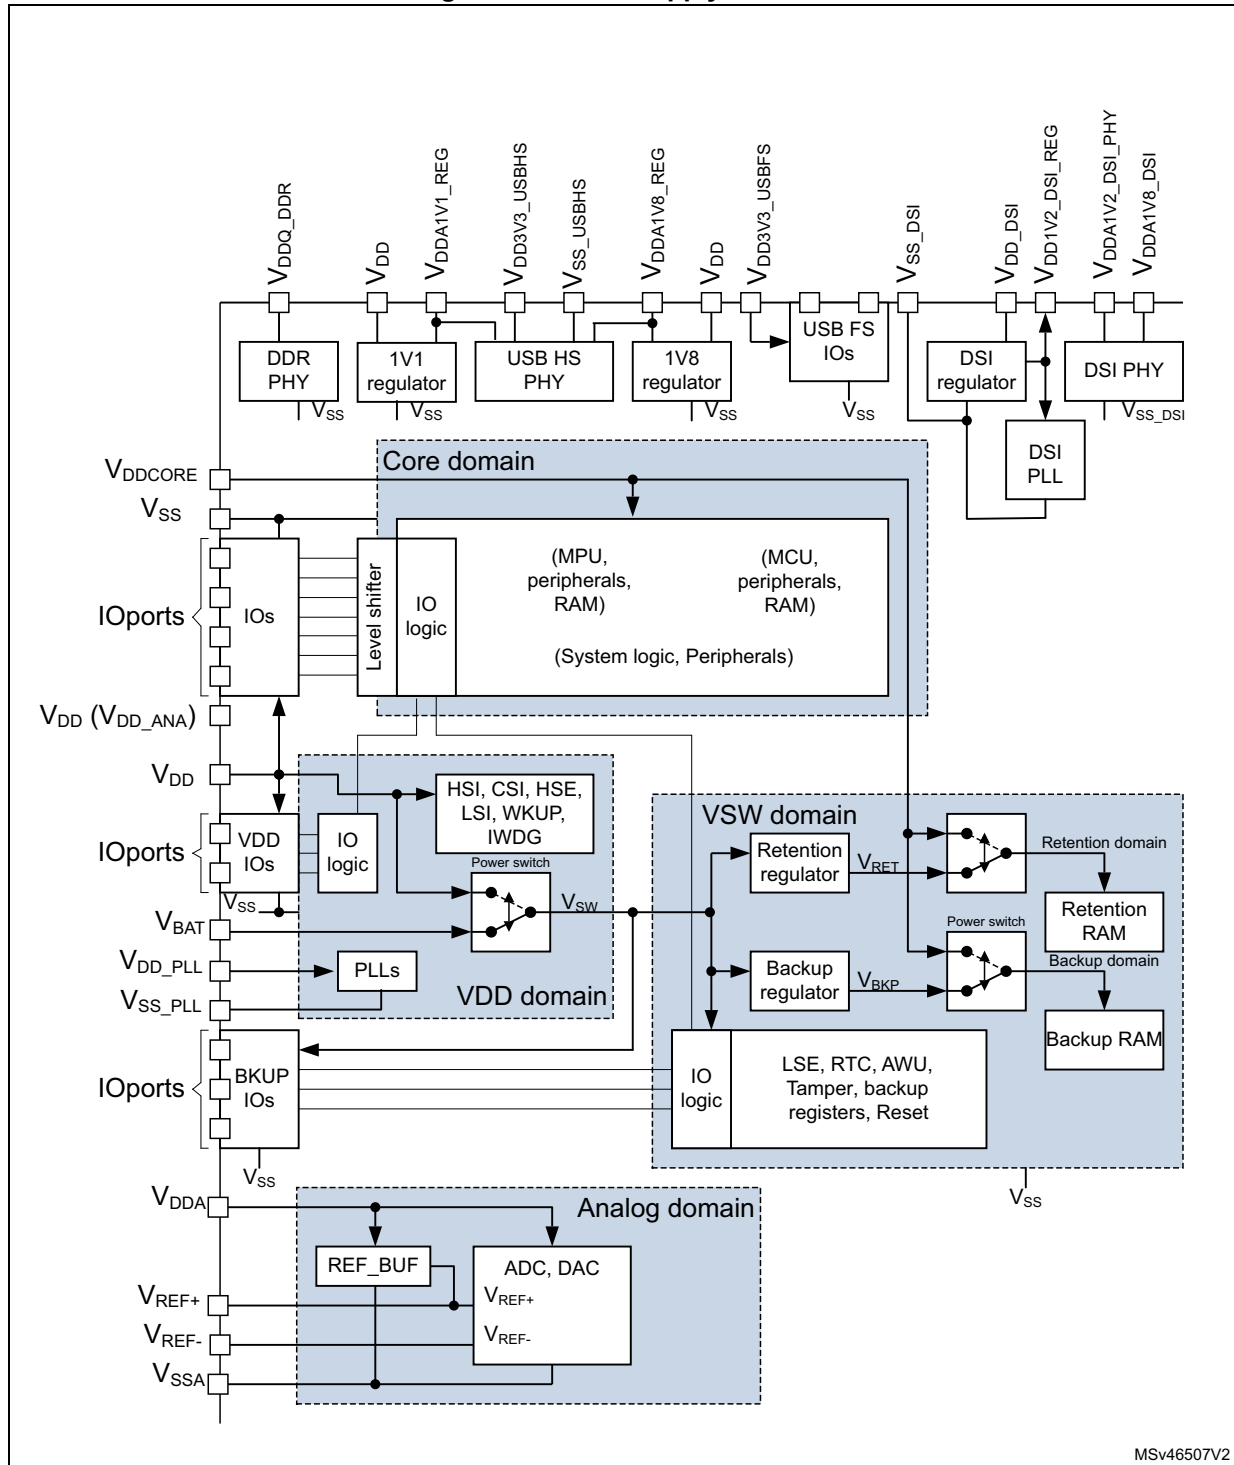 VDDQ_DDR
VDD
VDDA1V1_REG
VDD3V3_USBHS
VSS_USBHS
VDDA1V8_REG
VDD
VDD3V3_USBFS
VSS_DSI
VDD_DSI
VDD1V2_DSI_REG
VDDA1V2_DSI_PHY
VDDA1V8_DSI
DDR
PHY
VSS
1V1
regulator
VSS
USB HS
PHY
1V8
regulator
VSS
USB FS
IOs
VSS
DSI
regulator
DSI PHY
VSS_DSI
DSI
PLL
VDDCORE
VSS
Core domain
IOports
IOs
Level shifter
IO
logic
(MPU,
peripherals,
RAM)
(MCU,
peripherals,
RAM)
(System logic, Peripherals)
VDD (VDD_ANA)
VDD
IOports
VDD
IOs
VSS
IO
logic
HSI, CSI, HSE,
LSI, WKUP,
IWDG
Power switch
VSW
VBAT
VDD_PLL
VSS_PLL
PLLs
VDD domain
VSW domain
Retention
regulator
VRET
Retention domain
Retention
RAM
Power switch
Backup
regulator
VBKP
Backup domain
Backup RAM
IOports
BKUP
IOs
VSS
IO
logic
LSE, RTC, AWU,
Tamper, backup
registers, Reset
VSS
VDDA
Analog domain
REF_BUF
ADC, DAC
VREF+
VREF+
VREF-
VREF-
VSSA
MSv46507V2